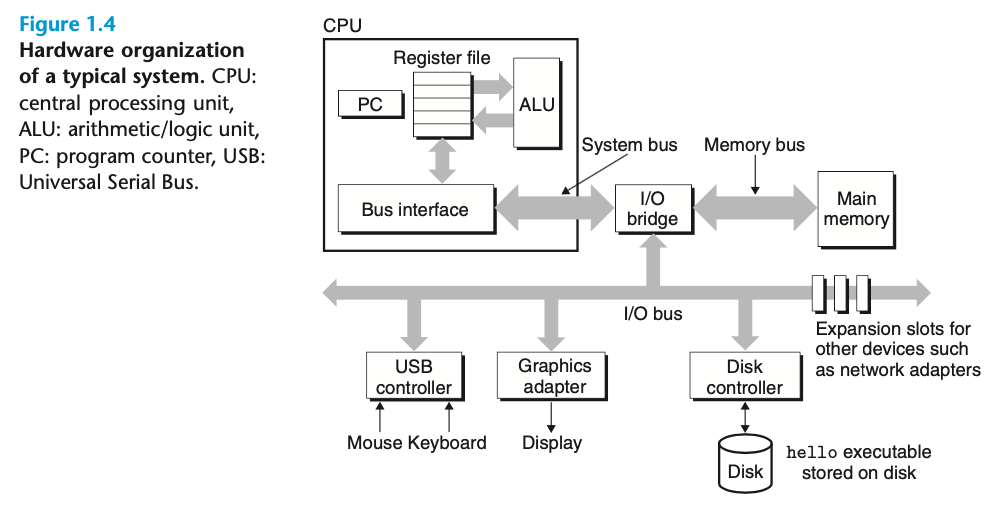 Figure 1.4
Hardware organization
of a typical system. CPU:
central processing unit,
ALU: arithmetic/logic unit,
PC: program counter, USB:
Universal Serial Bus.
CPU
Register file
PC
ALU
System bus
Memory bus
Bus interface
I/O
bridge
Main
memory
I/O bus
Expansion slots for
other devices such
as network adapters
USB
controller
Graphics
adapter
Disk
controller
Mouse Keyboard
Display
Disk
hello executable
stored on disk